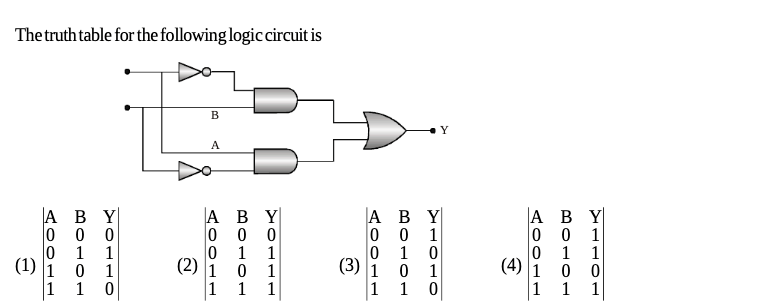 The truth table for the following logic circuit is
B
Y
A
A B Y A B Y A B Y A B Y
0 0 0 0 0 0 0 0 1 0 0 1
0 1 1 0 1 1 0 1 0 0 1 1
(1) 1 0 1 (2) 1 0 1 (3) 1 0 1 (4) 1 0 0
1 1 0 1 1 1 1 1 0 1 1 1